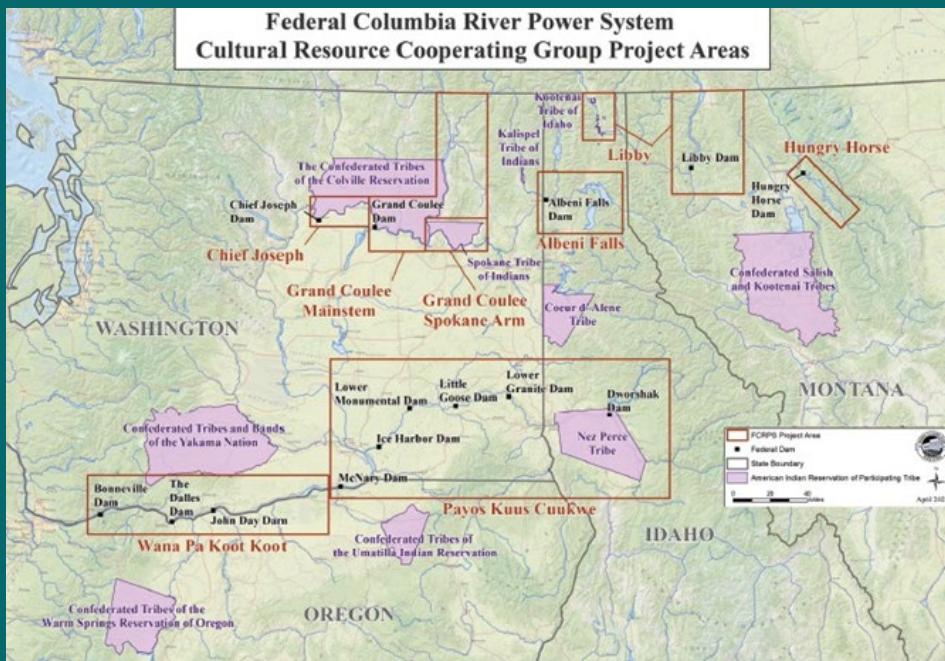 Federal Columbia River Power System
Cultural Resource Cooperating Group Project Areas
Kootenai
Tribe of
Idaho
Kalispel
Tribe of
Indians
Libby
Libby Dam
Hungry Horse
Hungry
Horse
Dam
The Confederated Tribes
of the Colville Reservation
Chief Joseph
Dam
Grand Coulee
Dam
Albeni Falls
Dam
Albeni Falls
Chief Joseph
Spokane Tribe
of Indians
Grand Coulee
Mainstem
Grand Coulee
Spokane Arm
Confederated Salish
and Kootenai Tribes
Coeur d' Alene
Tribe
WASHINGTON
MONTANA
Lower
Monumental Dam
Little
Goose Dam
Lower
Granite Dam
Dworshak
Dam
Confederated Tribes and Bands
of the Yakama Nation
Ice Harbor Dam
Nez Perce
Tribe
McNary Dam
Bonneville
Dam
The
Dalles
Dam
John Day Dam
Payos Kuus Cuukwe
Wana Pa Koot Koot
Confederated Tribes of
the Umatilla Indian Reservation
IDAHO
Confederated Tribes of the
Warm Springs Reservation of Oregon
OREGON
FCRPS Project Area
Federal Dam
State Boundary
American Indian Reservation of Participating Tribe
0 20 40
Miles
April